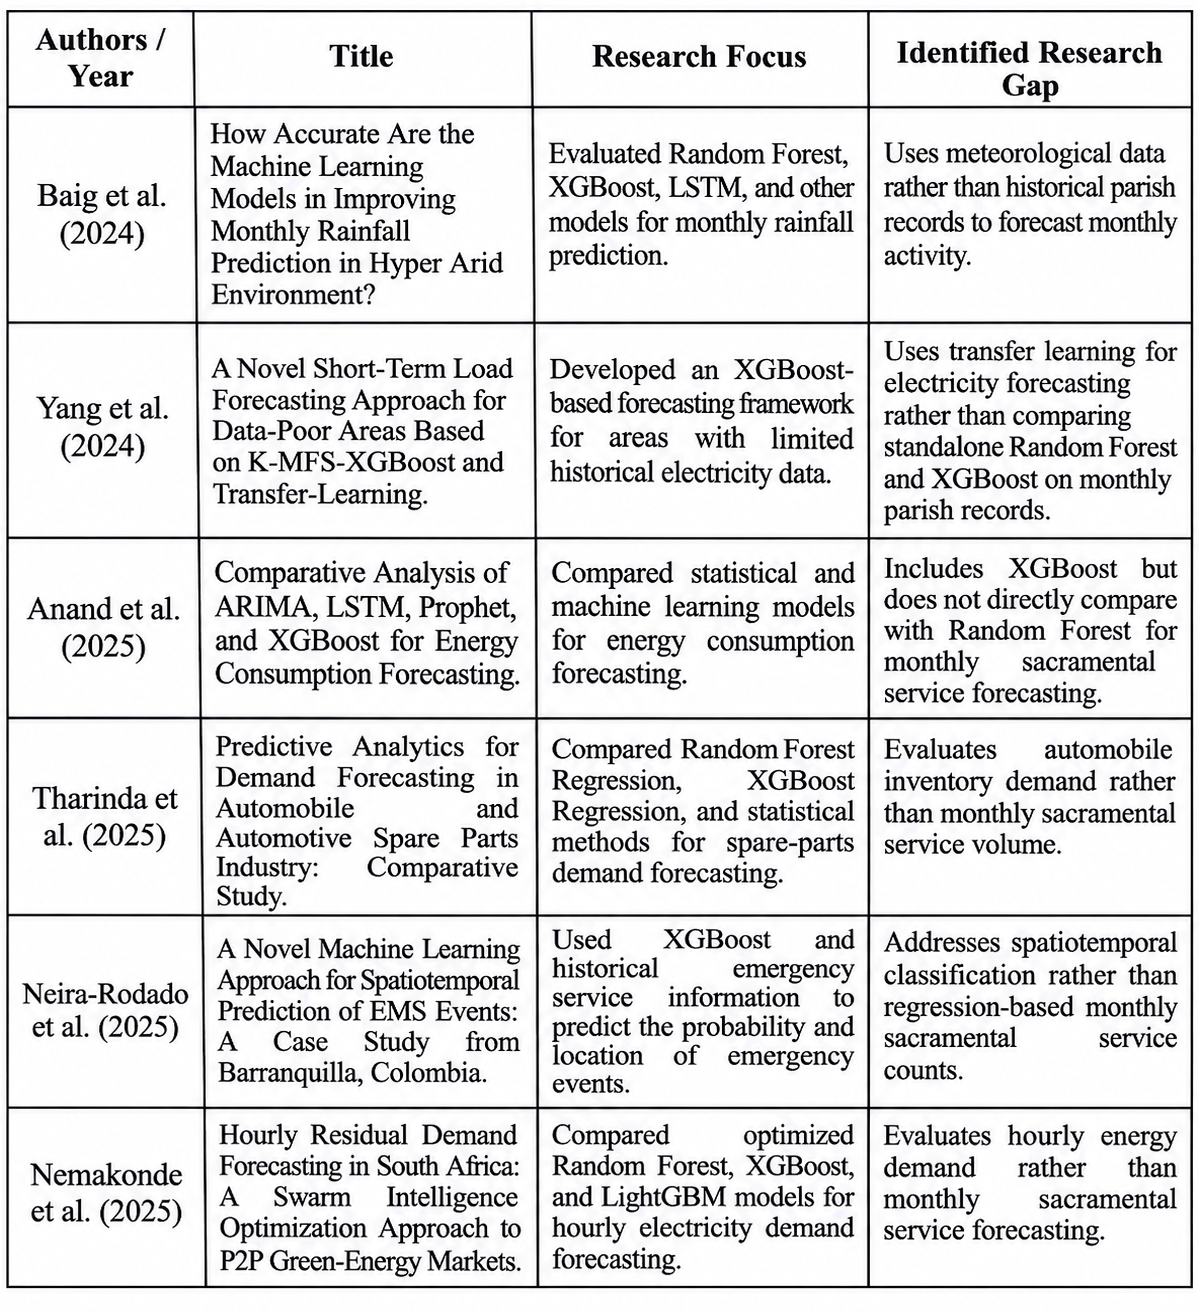 Authors /
Year
Title
Research Focus
Identified Research
Gap
Baig et al.
(2024)
How Accurate Are the
Machine Learning
Models in Improving
Monthly Rainfall
Prediction in Hyper Arid
Environment?
Evaluated Random Forest,
XGBoost, LSTM, and other
models for monthly rainfall
prediction.
Uses meteorological data
rather than historical parish
records to forecast monthly
activity.
Yang et al.
(2024)
A Novel Short-Term Load
Forecasting Approach for
Data-Poor Areas Based
on K-MFS-XGBoost and
Transfer-Learning.
Developed an XGBoost-
based forecasting framework
for areas with limited
historical electricity data.
Uses transfer learning for
electricity forecasting
rather than comparing
standalone Random Forest
and XGBoost on monthly
parish records.
Anand et al.
(2025)
Comparative Analysis of
ARIMA, LSTM, Prophet,
and XGBoost for Energy
Consumption Forecasting.
Compared statistical and
machine learning models
for energy consumption
forecasting.
Includes XGBoost but
does not directly compare
with Random Forest for
monthly sacramental
service forecasting.
Tharinda et
al. (2025)
Predictive Analytics for
Demand Forecasting in
Automobile and
Automotive Spare Parts
Industry: Comparative
Study.
Compared Random Forest
Regression, XGBoost
Regression, and statistical
methods for spare-parts
demand forecasting.
Evaluates automobile
inventory demand rather
than monthly sacramental
service volume.
Neira-Rodado
et al. (2025)
A Novel Machine Learning
Approach for Spatiotemporal
Prediction of EMS Events:
A Case Study from
Barranquilla, Colombia.
Used XGBoost and
historical emergency
service information to
predict the probability and
location of emergency
events.
Addresses spatiotemporal
classification rather than
regression-based monthly
sacramental service
counts.
Nemakonde
et al. (2025)
Hourly Residual Demand
Forecasting in South Africa:
A Swarm Intelligence
Optimization Approach to
P2P Green-Energy Markets.
Compared optimized
Random Forest, XGBoost,
and LightGBM models for
hourly electricity demand
forecasting.
Evaluates hourly energy
demand rather than
monthly sacramental
service forecasting.